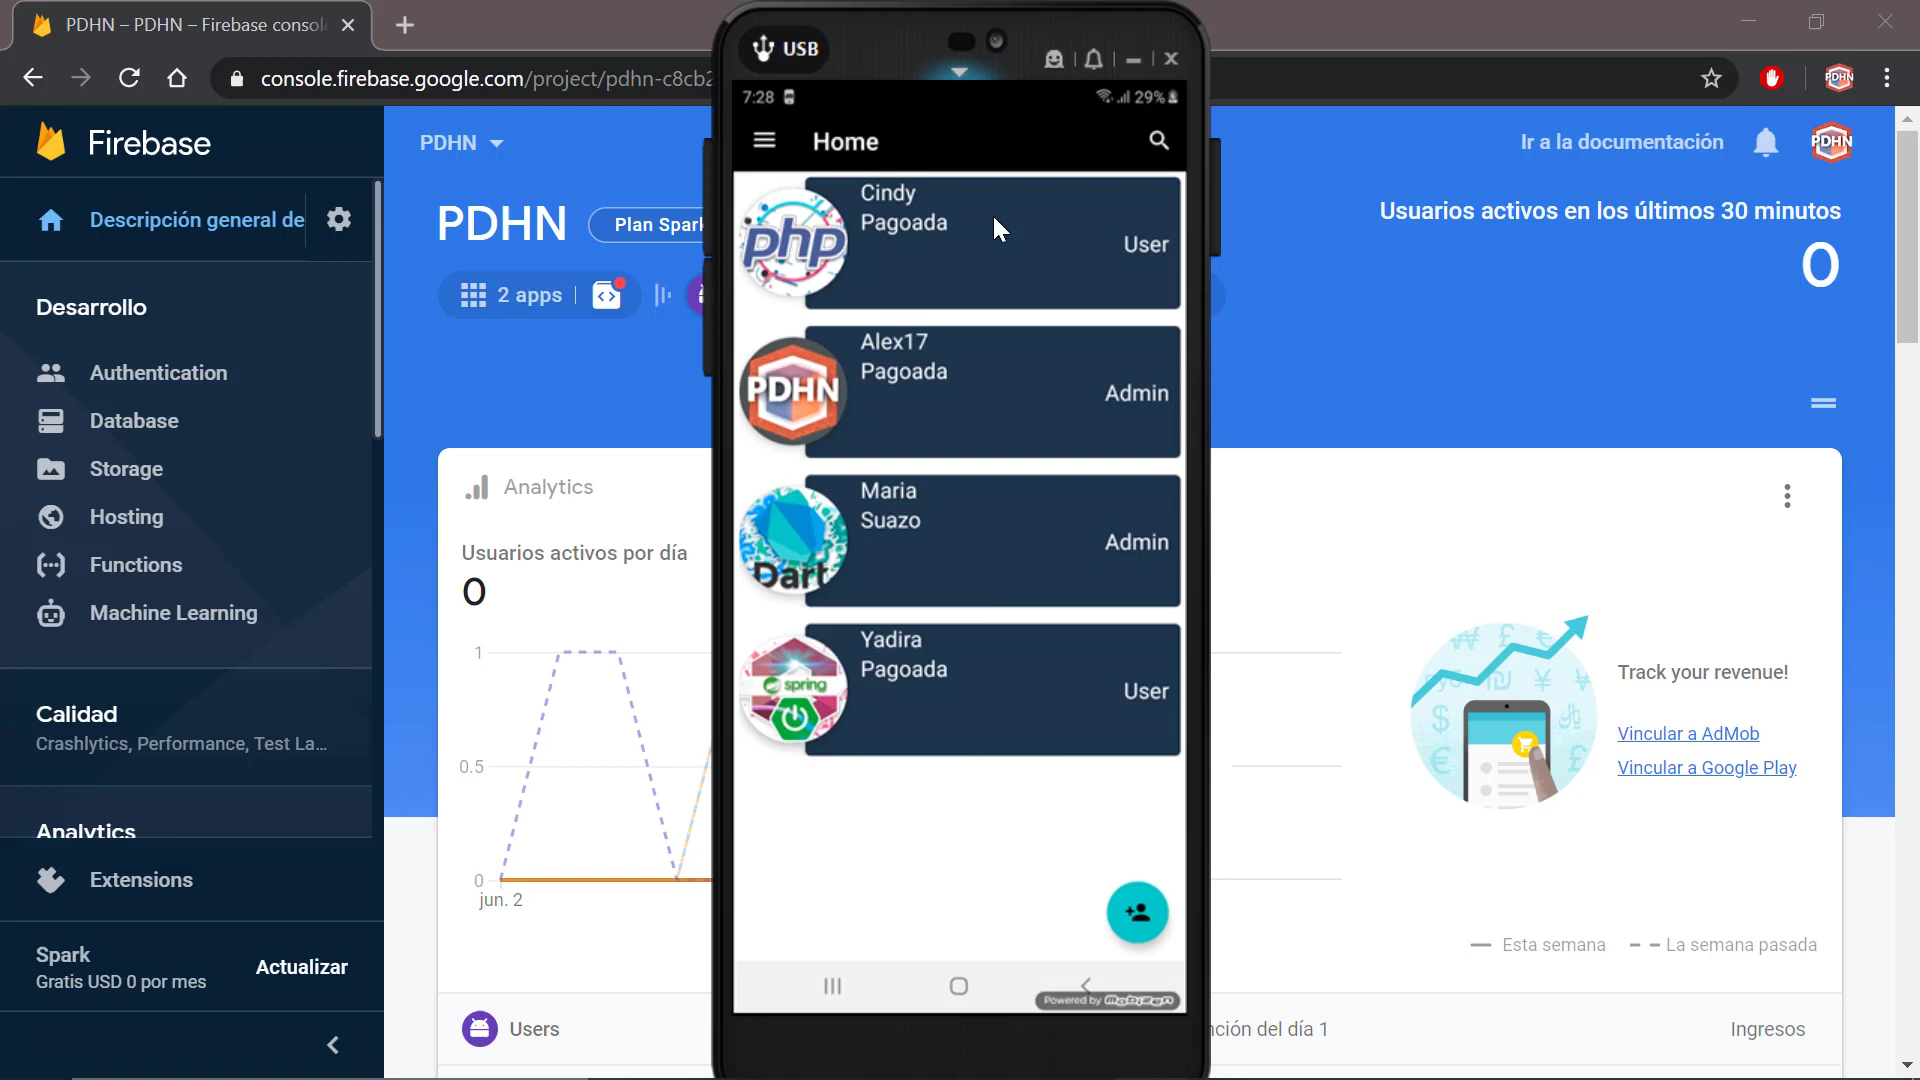 PDHN – PDHN – Firebase consol
console.firebase.google.com/project/pdhn-c8cb2
PDHN
Firebase
Descripción general de
Desarrollo
Authentication
Database
Storage
Hosting
Functions
Machine Learning
Calidad
Crashlytics, Performance, Test La...
Analytics
Extensions
Spark
Gratis USD 0 por mes
Actualizar
PDHN
Ir a la documentación
PDHN
PDHN
Plan Spark
2 apps
Usuarios activos en los últimos 30 minutos
0
Analytics
Usuarios activos por día
0
1
0.5
0
jun. 2
Users
USB
7:28
29%
Home
php
Cindy
Pagoada
User
PDHN
Alex17
Pagoada
Admin
Dart
Maria
Suazo
Admin
spring
Yadira
Pagoada
User
Powered by mobizen
Track your revenue!
Vincular a AdMob
Vincular a Google Play
Esta semana
La semana pasada
nción del día 1
Ingresos